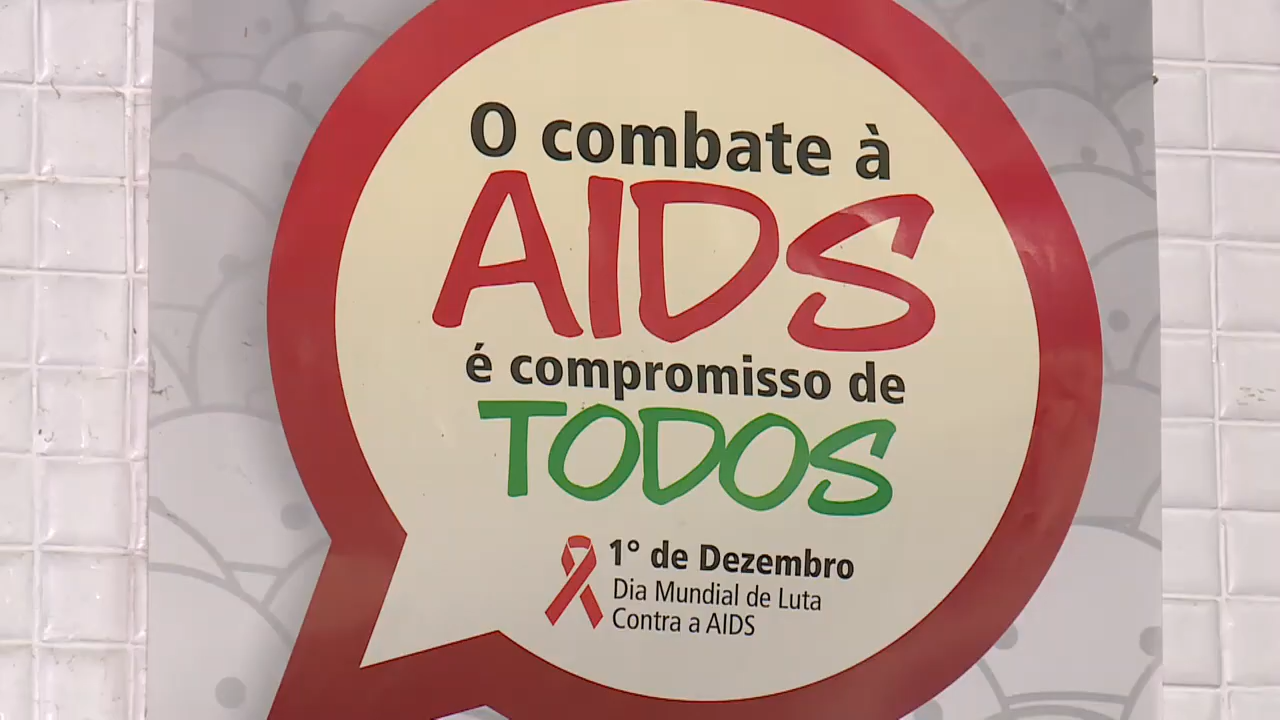 O combate à
AIDS
é compromisso de
TODOS
1° de Dezembro
Dia Mundial de Luta
Contra a AIDS